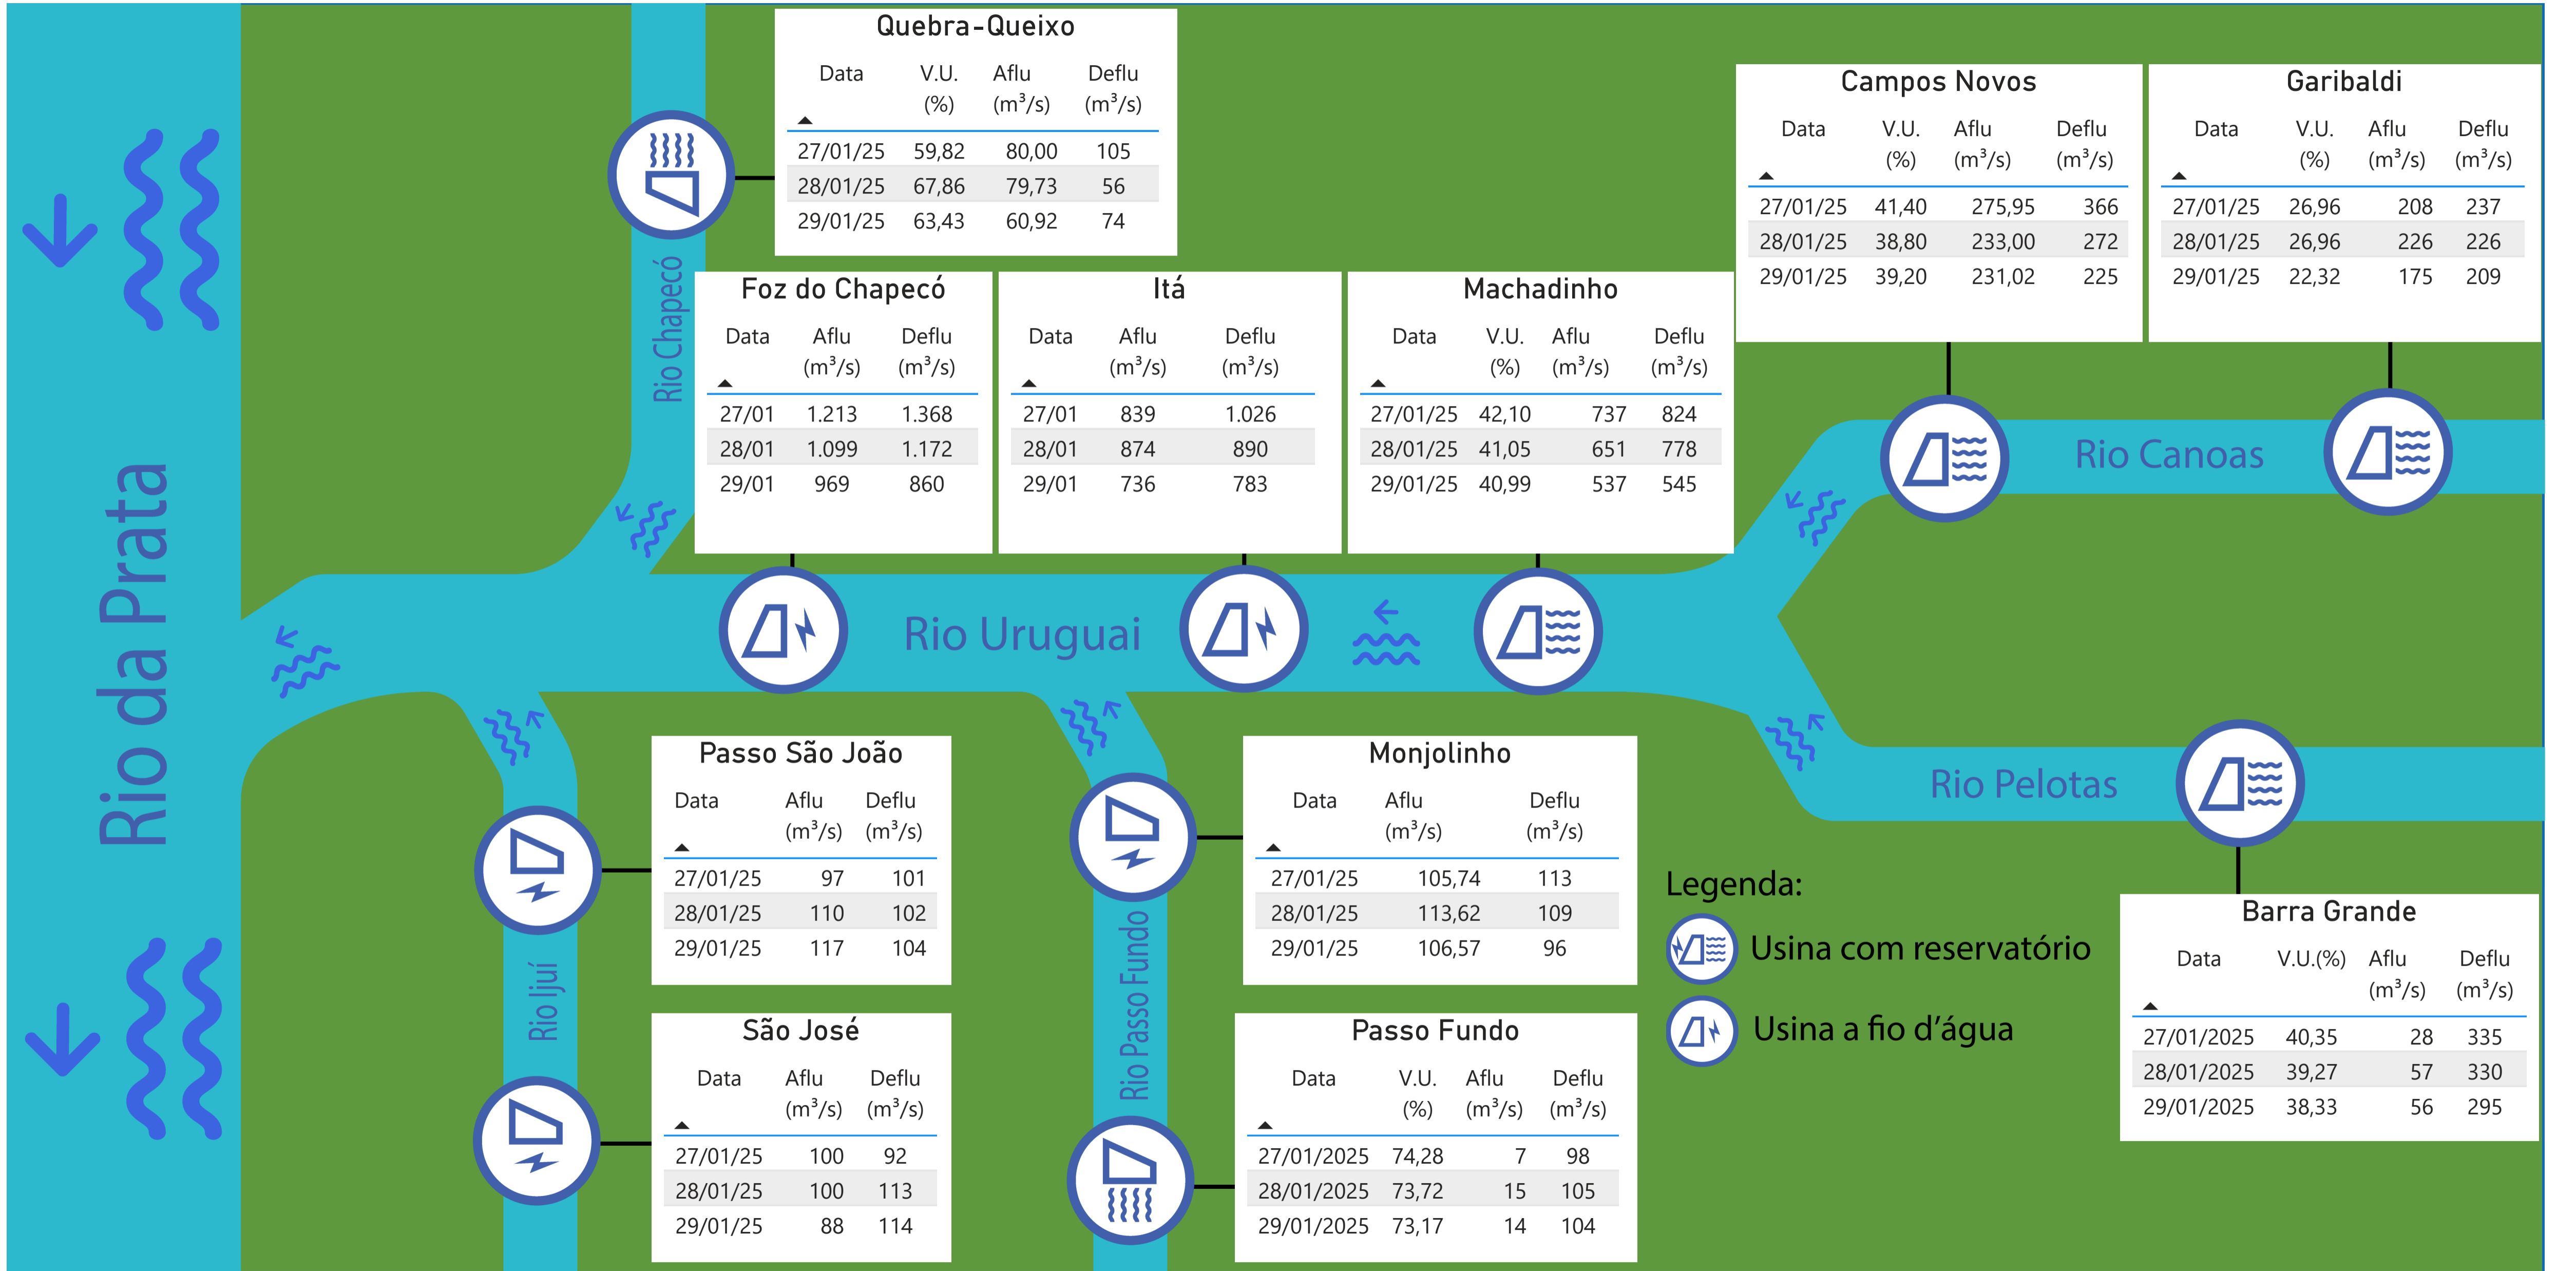 Quebra-Queixo
Data V.U. (%) Aflu (m³/s) Deflu (m³/s)
27/01/25 59,82 80,00 105
28/01/25 67,86 79,73 56
29/01/25 63,43 60,92 74
Campos Novos
Data V.U. (%) Aflu (m³/s) Deflu (m³/s)
27/01/25 41,40 275,95 366
28/01/25 38,80 233,00 272
29/01/25 39,20 231,02 225
Garibaldi
Data V.U. (%) Aflu (m³/s) Deflu (m³/s)
27/01/25 26,96 208 237
28/01/25 26,96 226 226
29/01/25 22,32 175 209
Rio Chapecó
Foz do Chapecó
Data Aflu (m³/s) Deflu (m³/s)
27/01 1.213 1.368
28/01 1.099 1.172
29/01 969 860
Itá
Data Aflu (m³/s) Deflu (m³/s)
27/01 839 1.026
28/01 874 890
29/01 736 783
Machadinho
Data V.U. (%) Aflu (m³/s) Deflu (m³/s)
27/01/25 42,10 737 824
28/01/25 41,05 651 778
29/01/25 40,99 537 545
Rio Canoas
Rio da Prata
Rio Uruguai
Rio Pelotas
Passo São João
Data Aflu (m³/s) Deflu (m³/s)
27/01/25 97 101
28/01/25 110 102
29/01/25 117 104
Monjolinho
Data Aflu (m³/s) Deflu (m³/s)
27/01/25 105,74 113
28/01/25 113,62 109
29/01/25 106,57 96
Legenda:
Usina com reservatório
Usina a fio d’água
Barra Grande
Data V.U.(%) Aflu (m³/s) Deflu (m³/s)
27/01/2025 40,35 28 335
28/01/2025 39,27 57 330
29/01/2025 38,33 56 295
Rio Ijuí
São José
Data Aflu (m³/s) Deflu (m³/s)
27/01/25 100 92
28/01/25 100 113
29/01/25 88 114
Rio Passo Fundo
Passo Fundo
Data V.U. (%) Aflu (m³/s) Deflu (m³/s)
27/01/2025 74,28 7 98
28/01/2025 73,72 15 105
29/01/2025 73,17 14 104